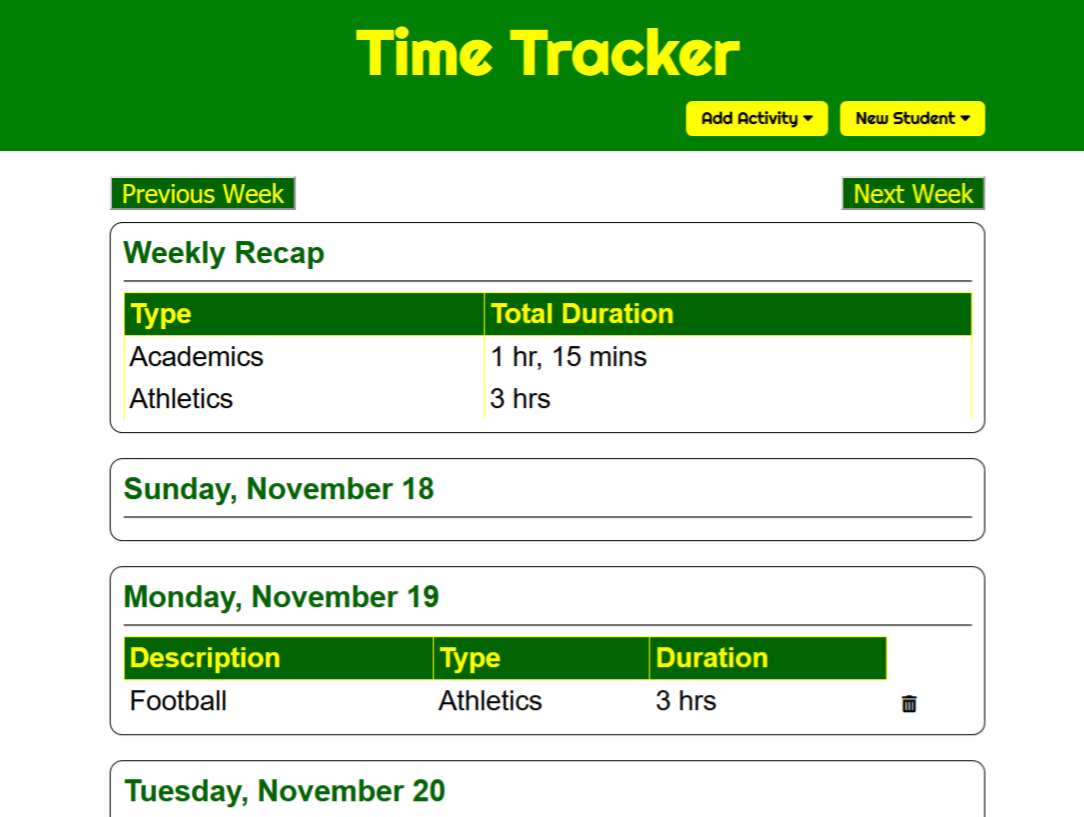 Time Tracker
Add Activity New Student
Previous Week Next Week
Weekly Recap
Type Total Duration
Academics 1 hr, 15 mins
Athletics 3 hrs
Sunday, November 18
Monday, November 19
Description Type Duration
Football Athletics 3 hrs
Tuesday, November 20